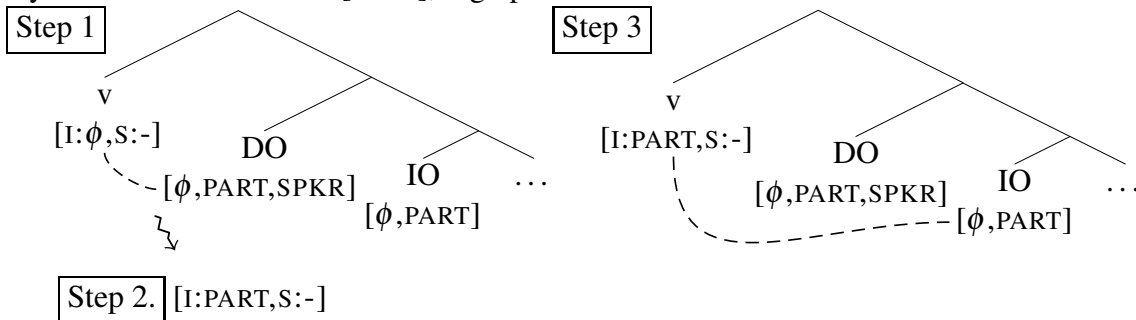 Step 1
v
[I:ϕ,S:-]
DO
[ϕ,PART,SPKR]
IO
[ϕ,PART]
...
Step 2. [I:PART,S:-]
Step 3
v
[I:PART,S:-]
DO
[ϕ,PART,SPKR]
IO
[ϕ,PART]
...